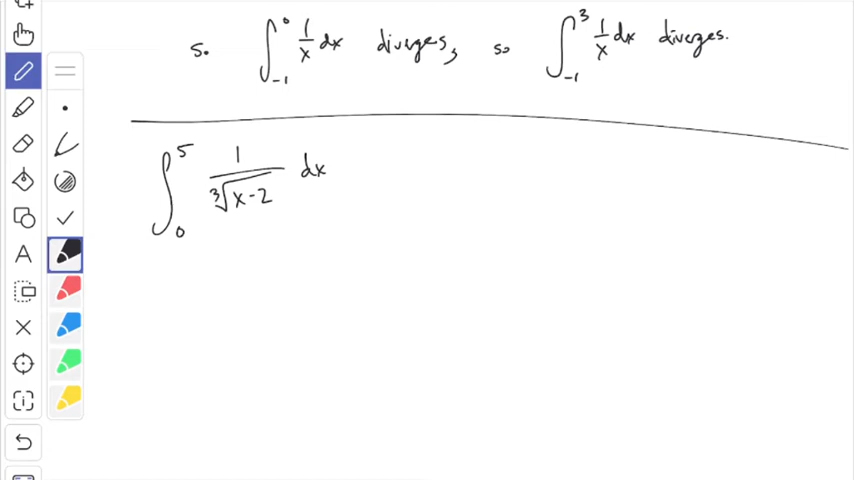 so ∫_{-1}^{0} 1/x dx diverges, so ∫_{-1}^{3} 1/x dx diverges.
∫_{0}^{5} 1/∛(x-2) dx
A